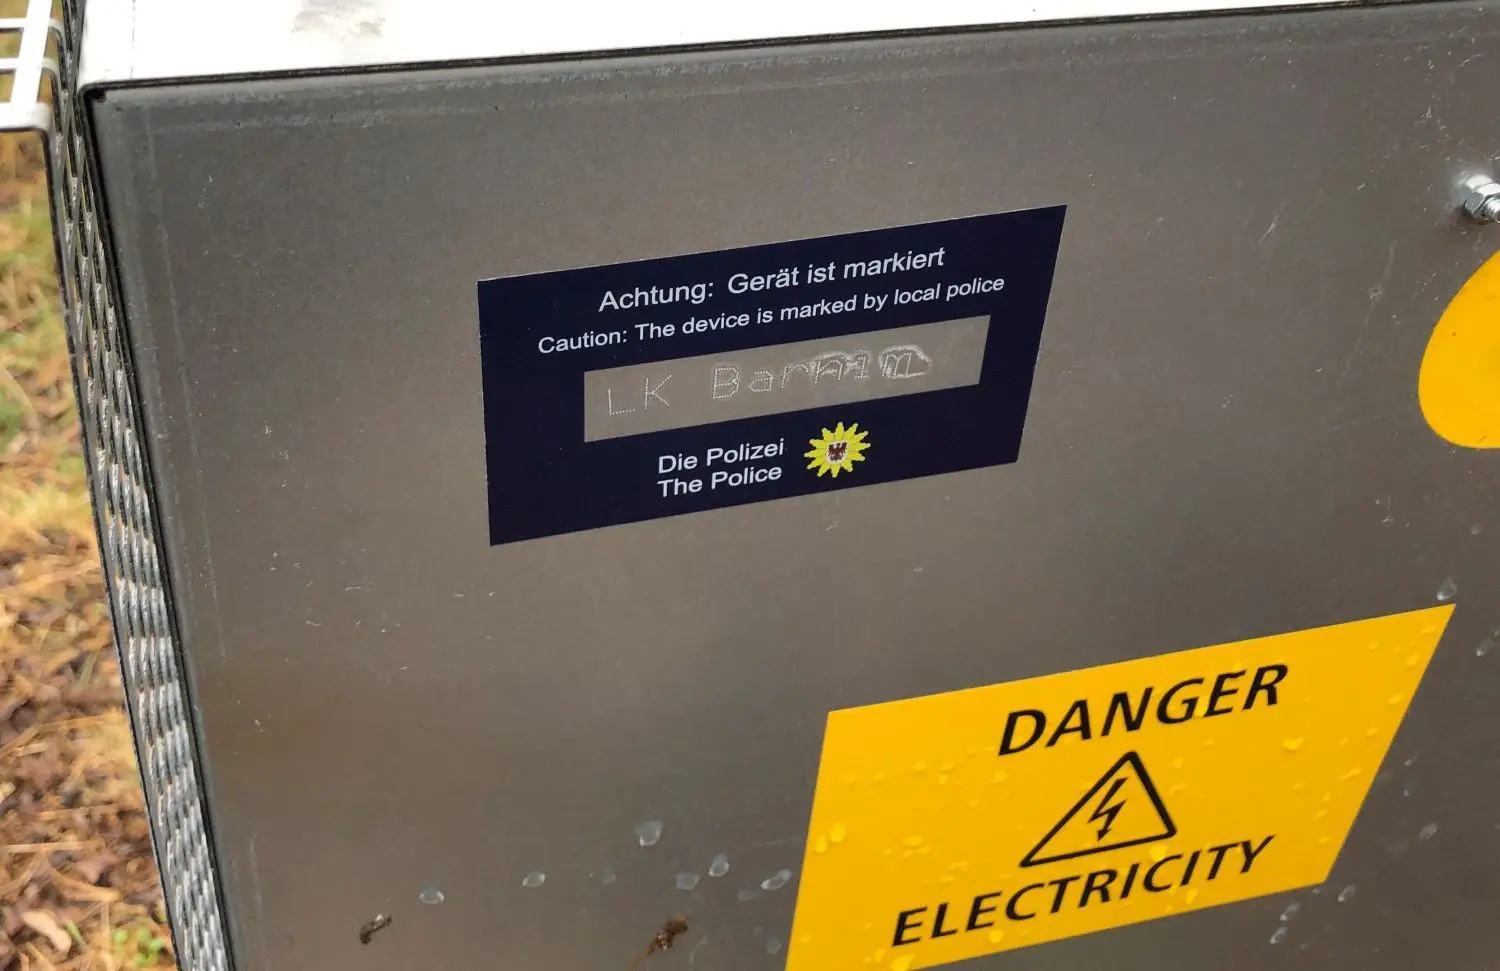 Achtung: Gerät ist markiert
Caution: The device is marked by local police
LK Barnim
Die Polizei
The Police
DANGER
ELECTRICITY